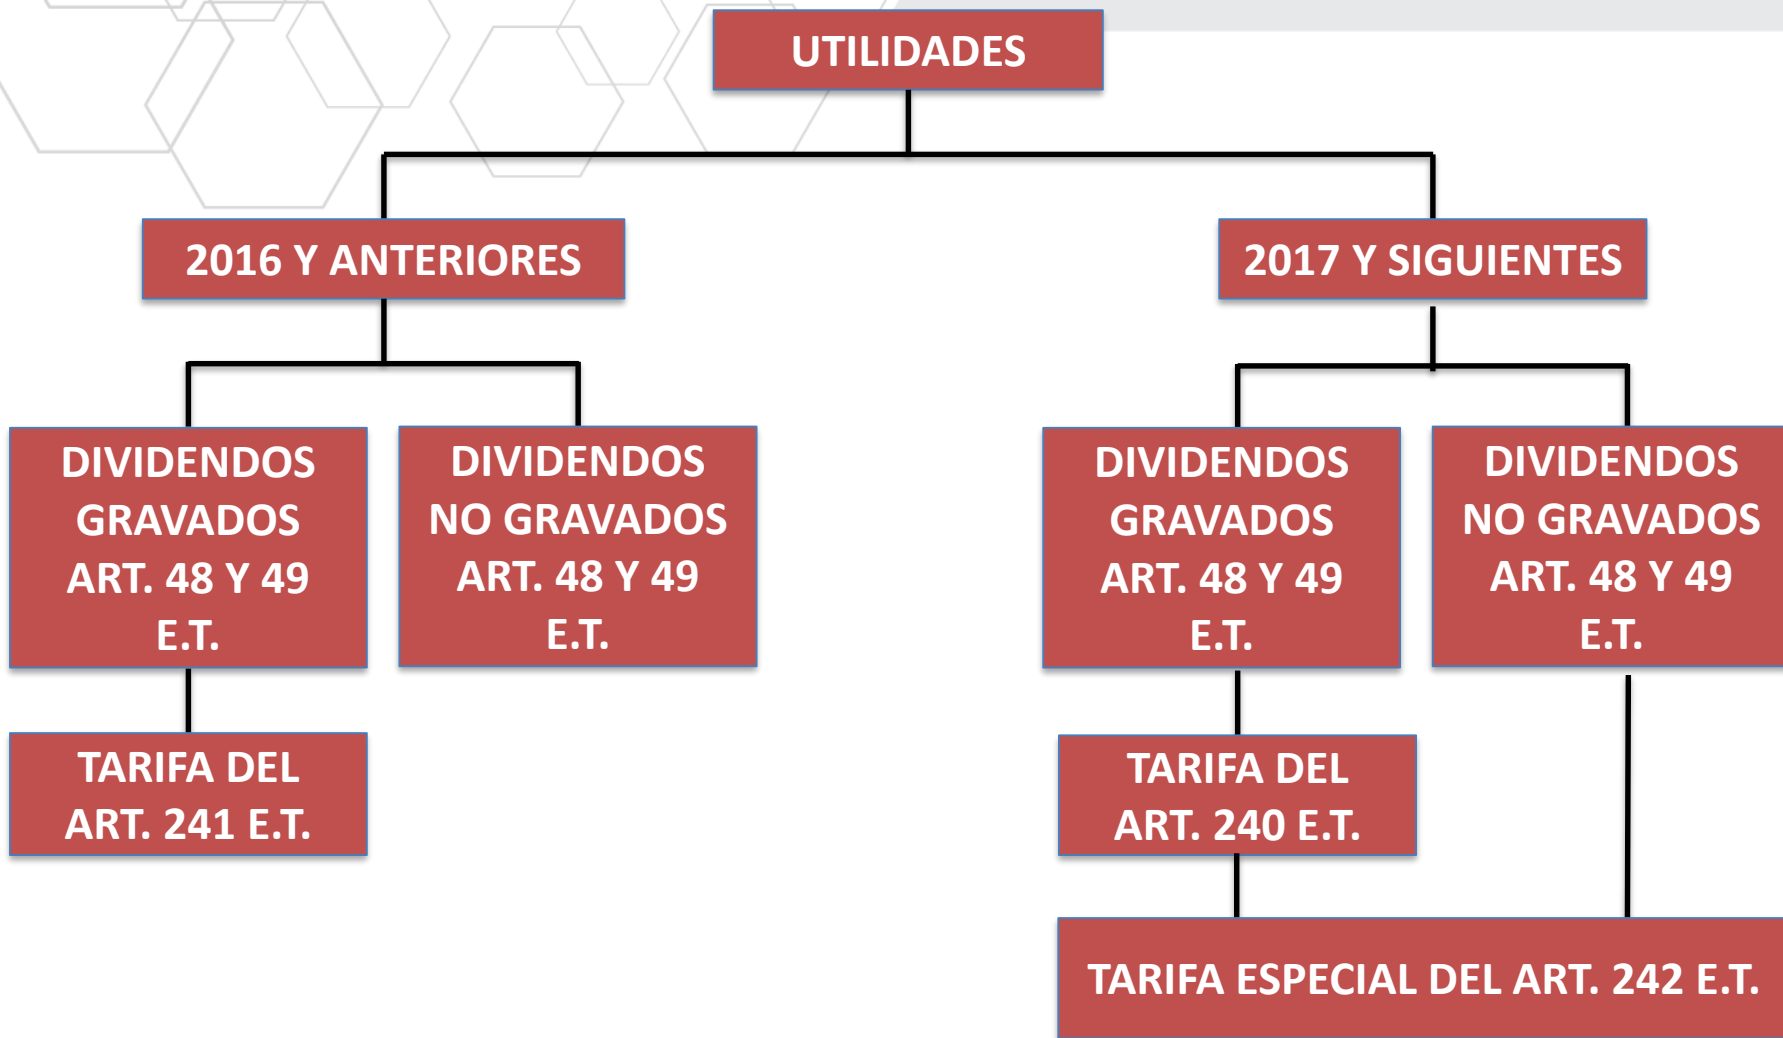 UTILIDADES
2016 Y ANTERIORES
2017 Y SIGUIENTES
DIVIDENDOS
GRAVADOS
ART. 48 Y 49
E.T.
DIVIDENDOS
NO GRAVADOS
ART. 48 Y 49
E.T.
DIVIDENDOS
GRAVADOS
ART. 48 Y 49
E.T.
DIVIDENDOS
NO GRAVADOS
ART. 48 Y 49
E.T.
TARIFA DEL
ART. 241 E.T.
TARIFA DEL
ART. 240 E.T.
TARIFA ESPECIAL DEL ART. 242 E.T.